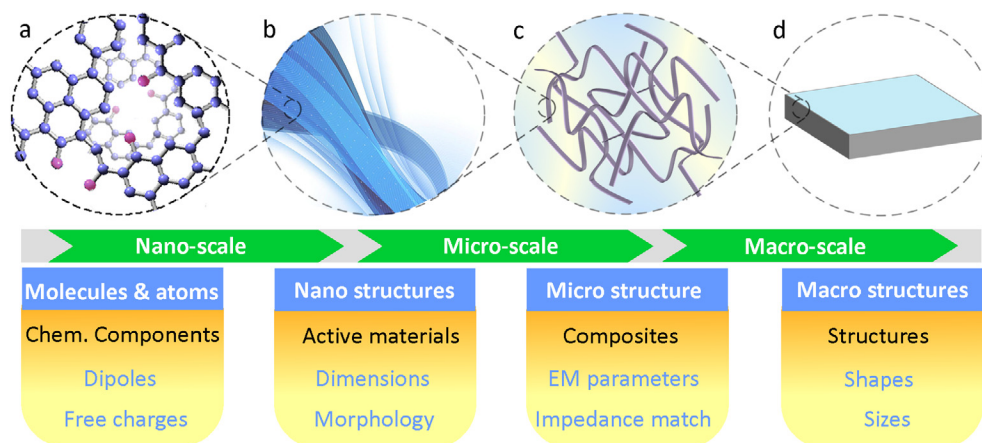 a
b
c
d
Nano-scale
Micro-scale
Macro-scale
Molecules & atoms
Chem. Components
Dipoles
Free charges
Nano structures
Active materials
Dimensions
Morphology
Micro structure
Composites
EM parameters
Impedance match
Macro structures
Structures
Shapes
Sizes